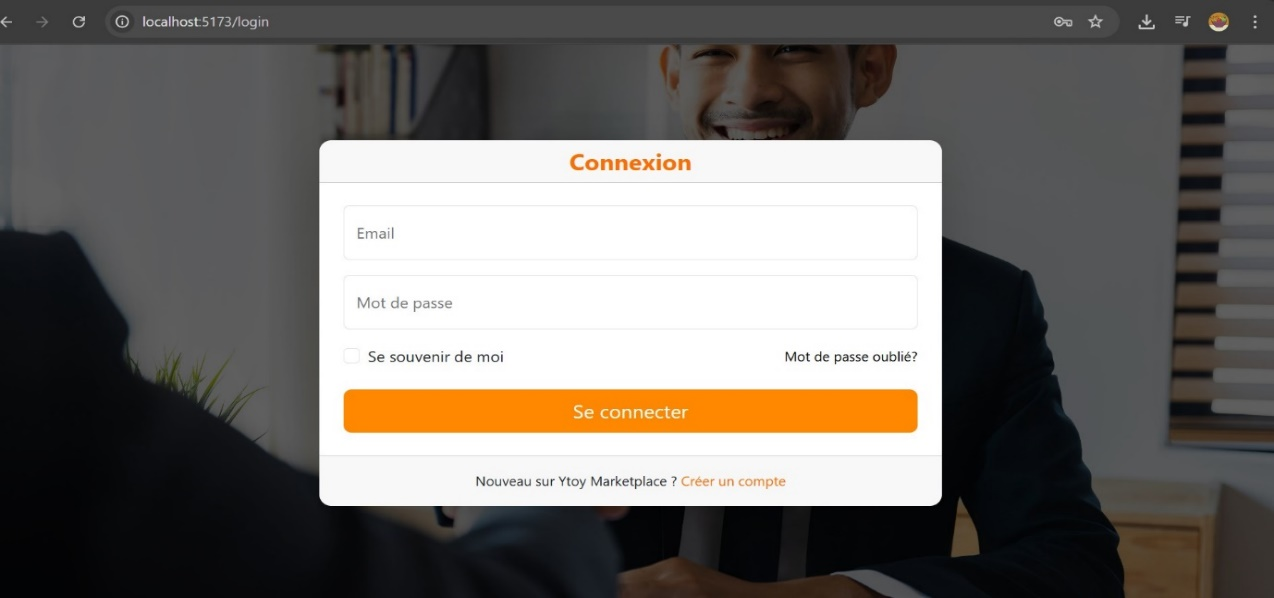 localhost:5173/login
Connexion
Email
Mot de passe
Se souvenir de moi
Mot de passe oublié?
Se connecter
Nouveau sur Ytoy Marketplace ? Créer un compte